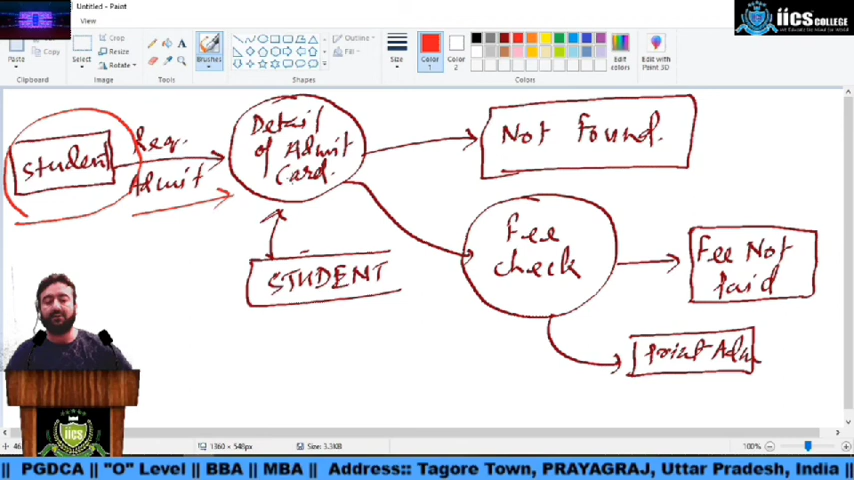 Untitled - Paint
View
iics COLLEGE
Paste
Copy
Select
Crop
Resize
Rotate
Brushes
Outline
Fill
Size
Color 1
Color 2
Edit colors
Edit with Paint 3D
Clipboard
Image
Tools
Shapes
Colors
Student
Req. Admit
Detail of Admit Card.
Not found.
STUDENT
Fee check
Fee Not Paid
Print Adm
iics
1360 × 548px
Size: 3.3KB
100%
|| PGDCA || "O" Level || BBA || MBA || Address:: Tagore Town, PRAYAGRAJ, Uttar Pradesh, India ||